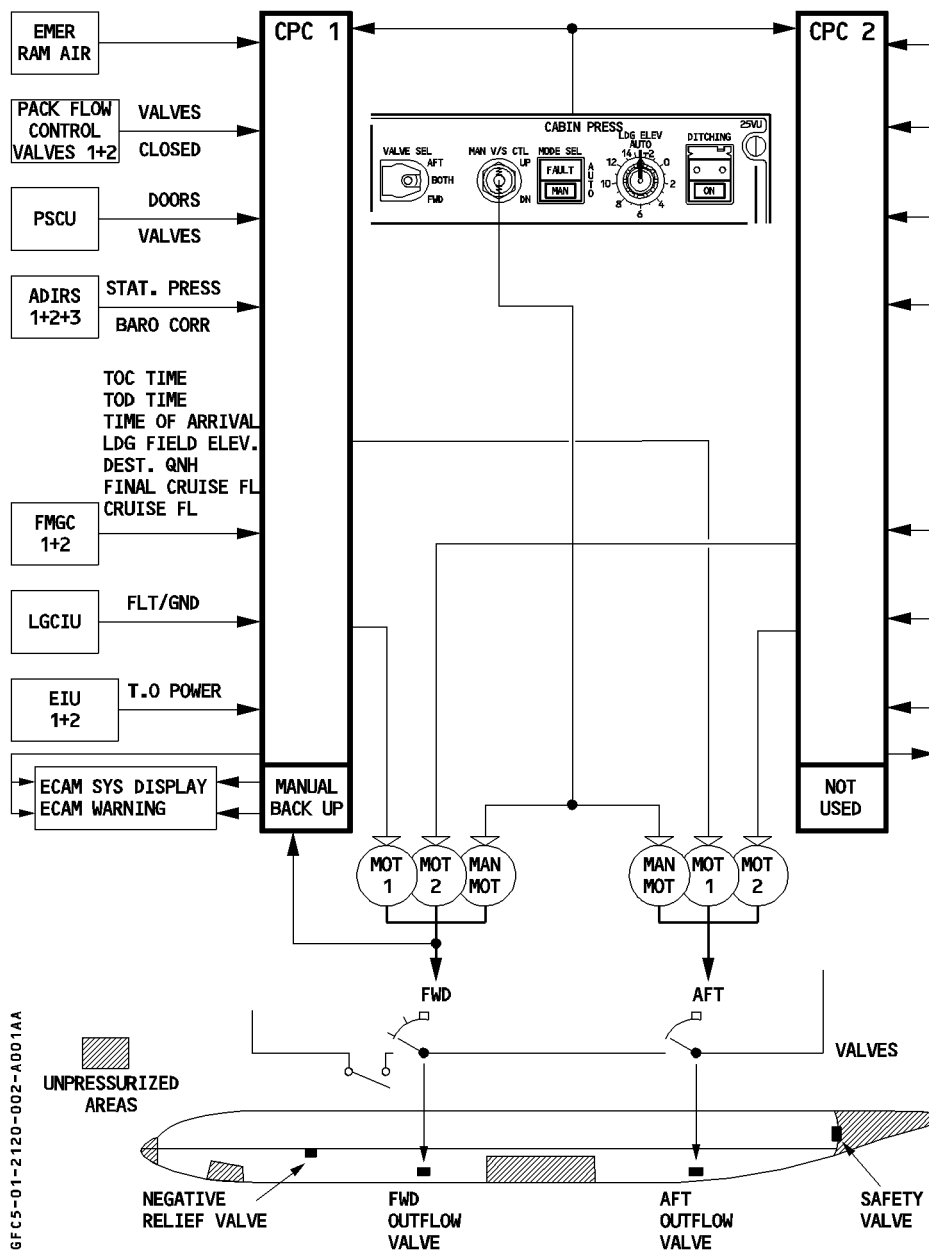 EMER
RAM AIR
CPC 1
CPC 2
PACK FLOW
CONTROL
VALVES 1+2
VALVES
CLOSED
CABIN PRESS
25VU
VALVE SEL
AFT
BOTH
FWD
MAN V/S CTL
UP
DN
MODE SEL
FAULT
MAN
AUTO
LDG ELEV
AUTO
14
-2
12
0
10
2
8
4
6
DITCHING
ON
PSCU
DOORS
VALVES
ADIRS
1+2+3
STAT. PRESS
BARO CORR
TOC TIME
TOD TIME
TIME OF ARRIVAL
LDG FIELD ELEV.
DEST. QNH
FINAL CRUISE FL
CRUISE FL
FMGC
1+2
LGCIU
FLT/GND
EIU
1+2
T.O POWER
ECAM SYS DISPLAY
ECAM WARNING
MANUAL
BACK UP
NOT
USED
MOT
1
MOT
2
MAN
MOT
MAN
MOT
MOT
1
MOT
2
FWD
AFT
VALVES
UNPRESSURIZED
AREAS
NEGATIVE
RELIEF VALVE
FWD
OUTFLOW
VALVE
AFT
OUTFLOW
VALVE
SAFETY
VALVE
GFC5-01-2120-002-A001AA